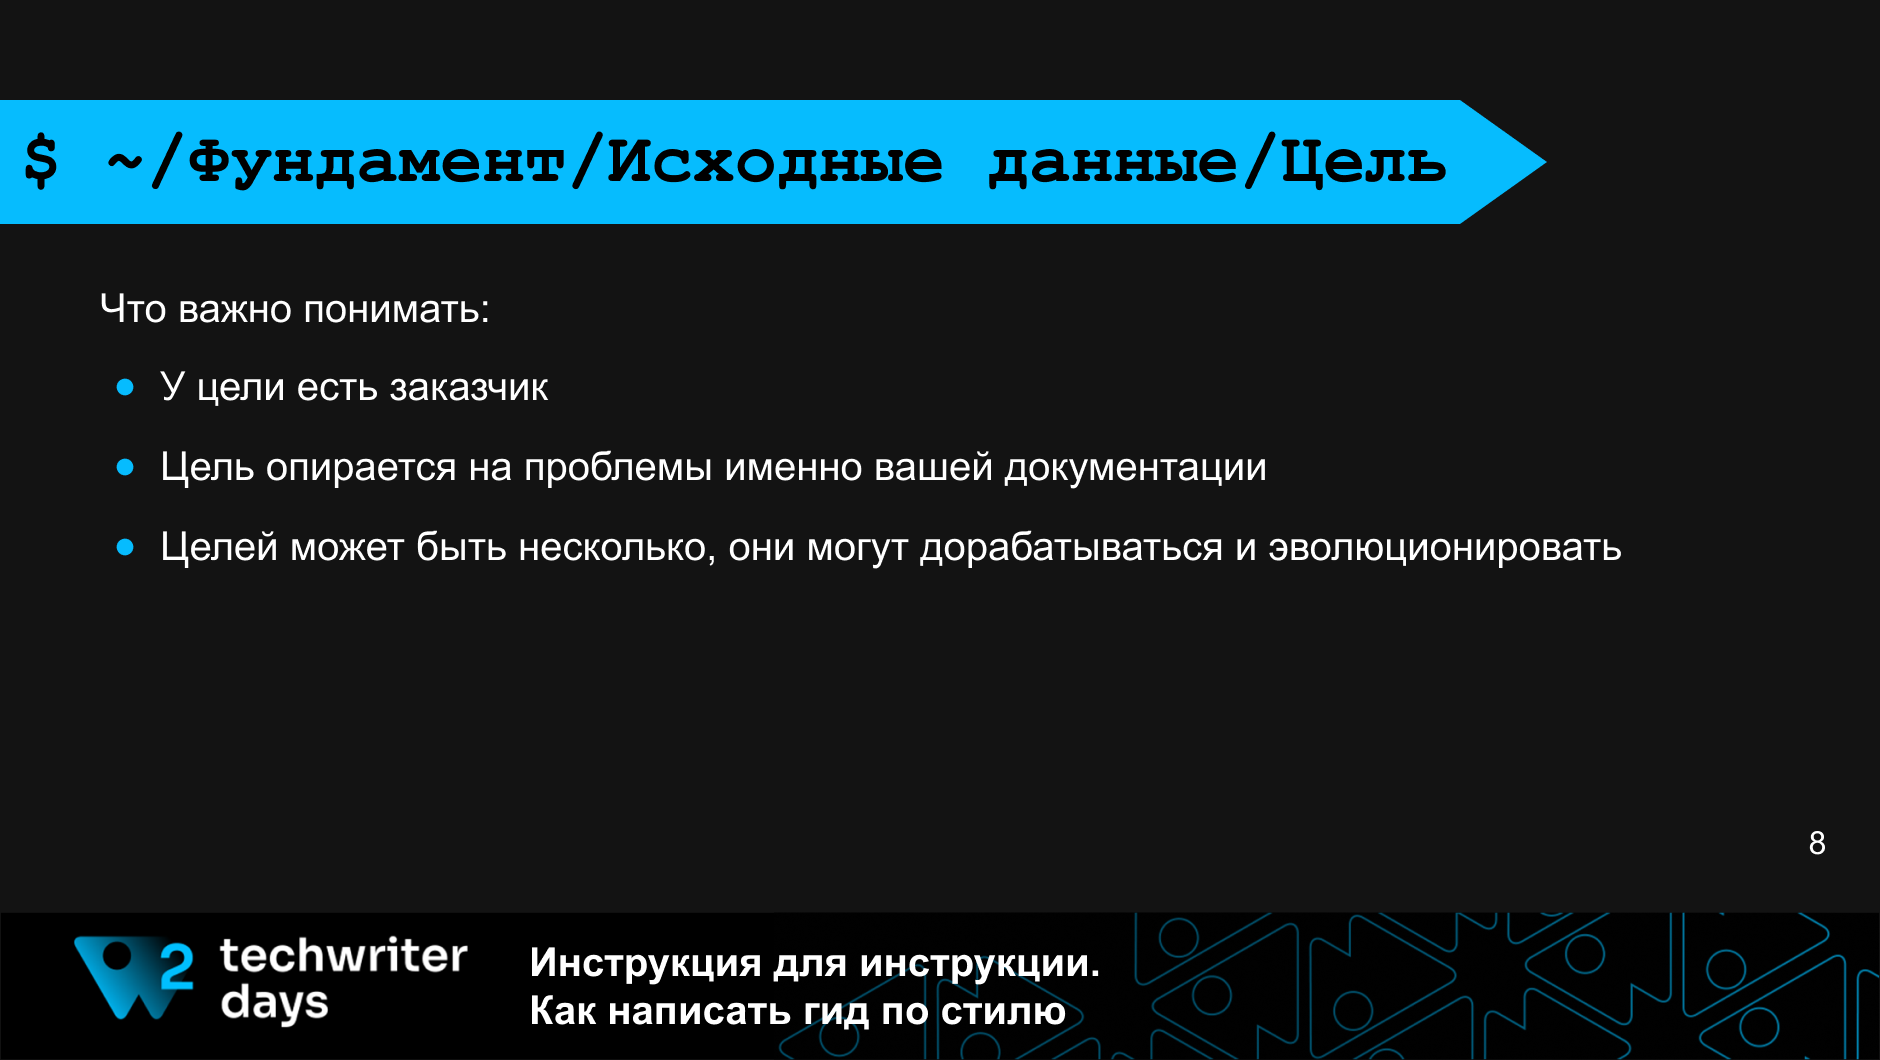 $ ~/Фундамент/Исходные данные/Цель
Что важно понимать:
● У цели есть заказчик
● Цель опирается на проблемы именно вашей документации
● Целей может быть несколько, они могут дорабатываться и эволюционировать
8
2 techwriter
days
Инструкция для инструкции.
Как написать гид по стилю